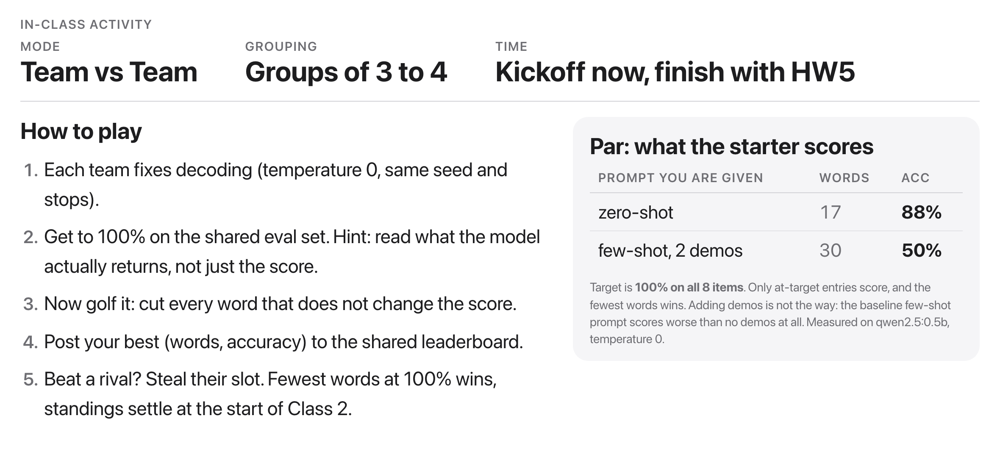 IN-CLASS ACTIVITY
MODE
Team vs Team
GROUPING
Groups of 3 to 4
TIME
Kickoff now, finish with HW5
How to play
1. Each team fixes decoding (temperature 0, same seed and
stops).
2. Get to 100% on the shared eval set. Hint: read what the model
actually returns, not just the score.
3. Now golf it: cut every word that does not change the score.
4. Post your best (words, accuracy) to the shared leaderboard.
5. Beat a rival? Steal their slot. Fewest words at 100% wins,
standings settle at the start of Class 2.
Par: what the starter scores
PROMPT YOU ARE GIVEN WORDS ACC
zero-shot 17 88%
few-shot, 2 demos 30 50%
Target is 100% on all 8 items. Only at-target entries score, and the
fewest words wins. Adding demos is not the way: the baseline few-shot
prompt scores worse than no demos at all. Measured on qwen2.5:0.5b,
temperature 0.